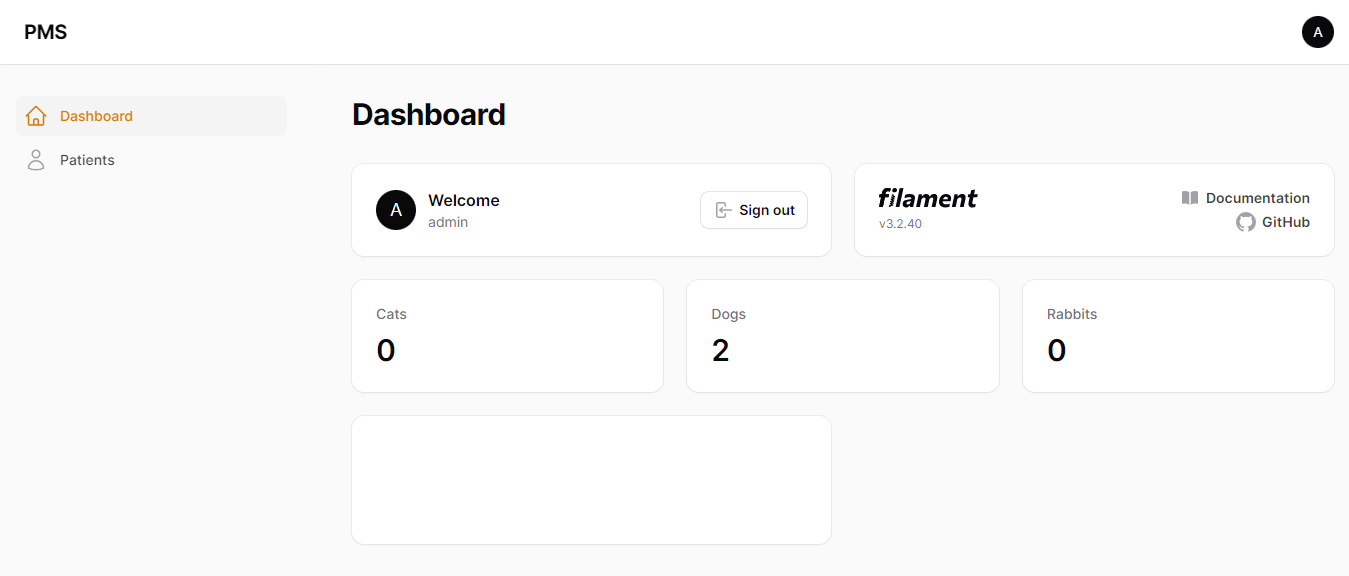 PMS
A
Dashboard
Patients
Dashboard
A
Welcome
admin
Sign out
filament
v3.2.40
Documentation
GitHub
Cats
0
Dogs
2
Rabbits
0